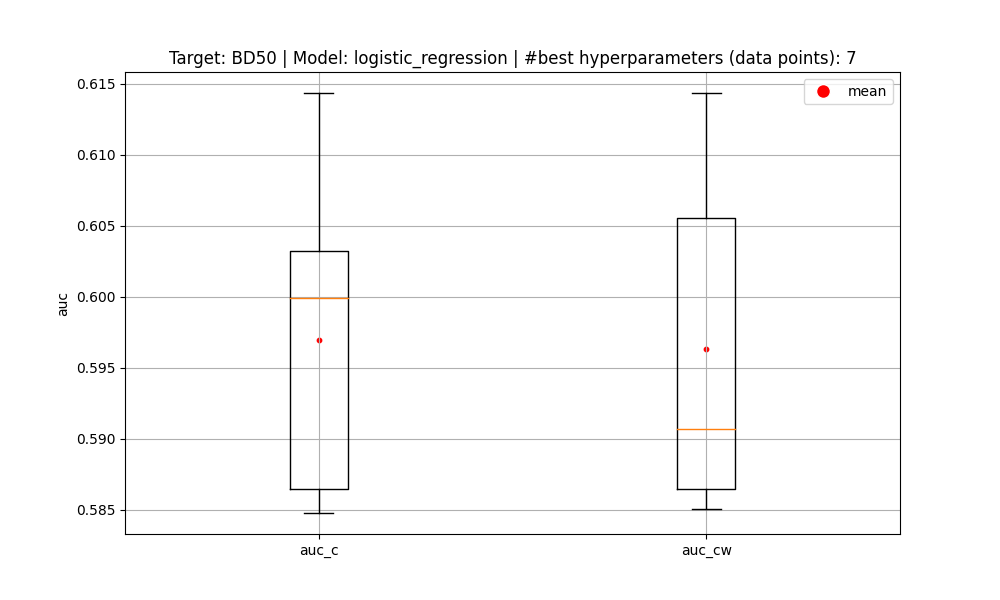 Target: BD50 | Model: logistic_regression | #best hyperparameters (data points): 7
mean
0.615
0.610
0.605
0.600
0.595
0.590
0.585
auc
auc_c
auc_cw